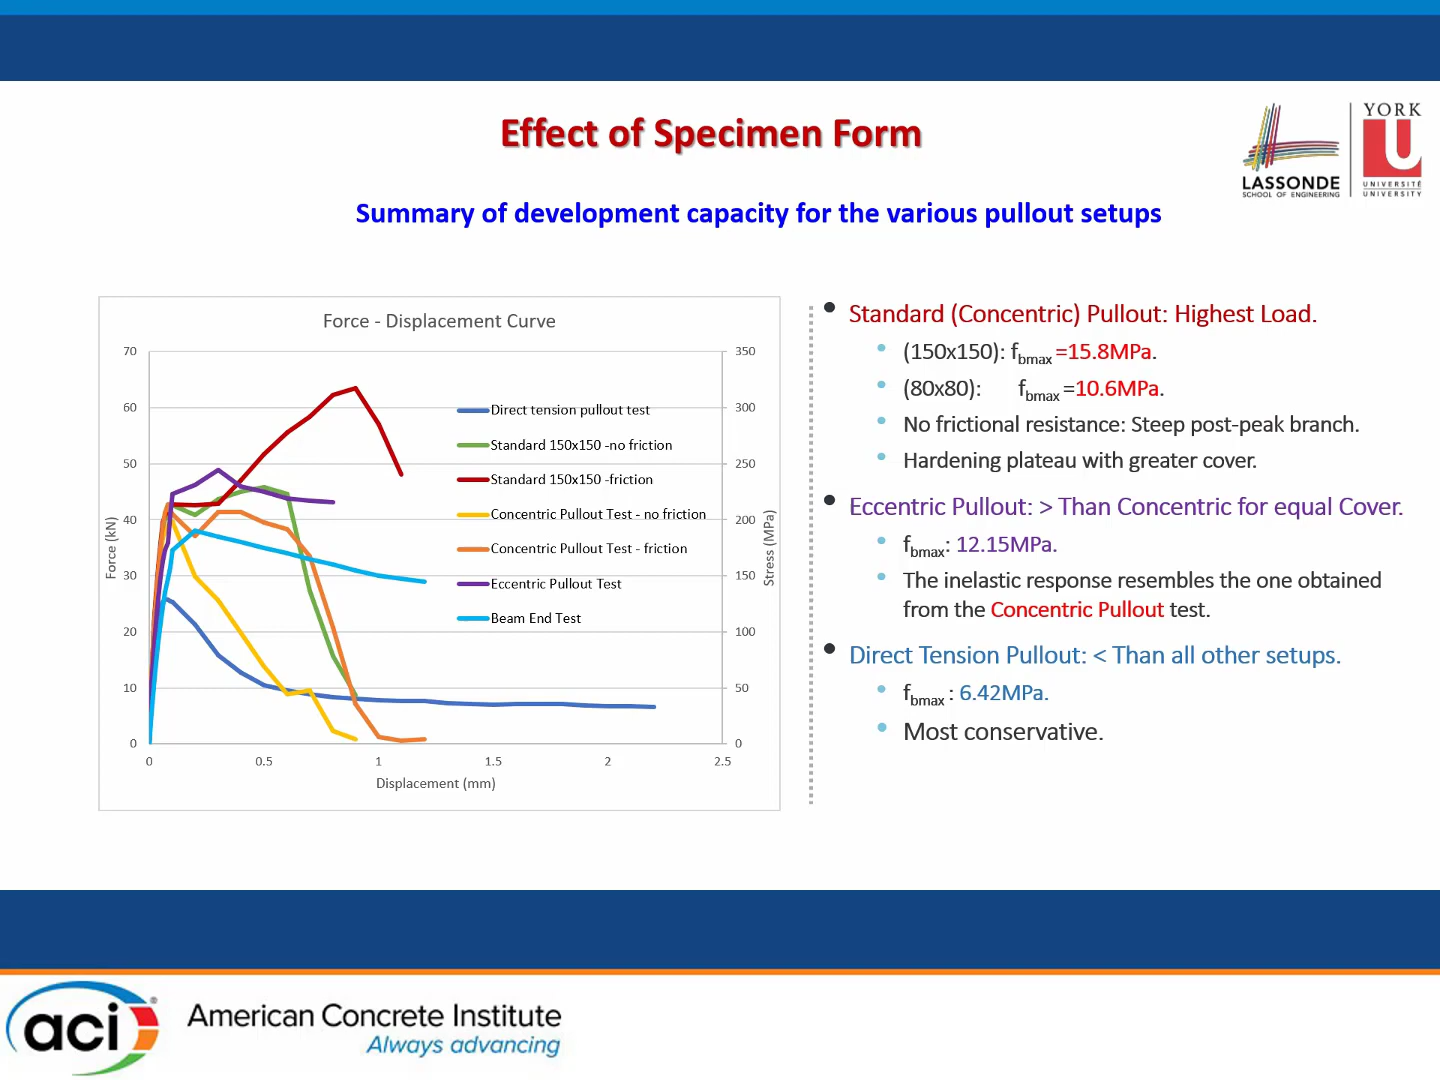 Effect of Specimen Form
LASSONDE
SCHOOL OF ENGINEERING
YORK
U
UNIVERSITÉ
UNIVERSITY
Summary of development capacity for the various pullout setups
Force - Displacement Curve
70
60
50
40
30
20
10
0
350
300
250
200
150
100
50
0
0
0.5
1
1.5
2
2.5
Force (kN)
Stress (MPa)
Displacement (mm)
Direct tension pullout test
Standard 150x150 -no friction
Standard 150x150 -friction
Concentric Pullout Test - no friction
Concentric Pullout Test - friction
Eccentric Pullout Test
Beam End Test
• Standard (Concentric) Pullout: Highest Load.
• (150x150): fbmax =15.8MPa.
• (80x80): fbmax =10.6MPa.
• No frictional resistance: Steep post-peak branch.
• Hardening plateau with greater cover.
• Eccentric Pullout: > Than Concentric for equal Cover.
• fbmax: 12.15MPa.
• The inelastic response resembles the one obtained
from the Concentric Pullout test.
• Direct Tension Pullout: < Than all other setups.
• fbmax : 6.42MPa.
• Most conservative.
aci®
American Concrete Institute
Always advancing